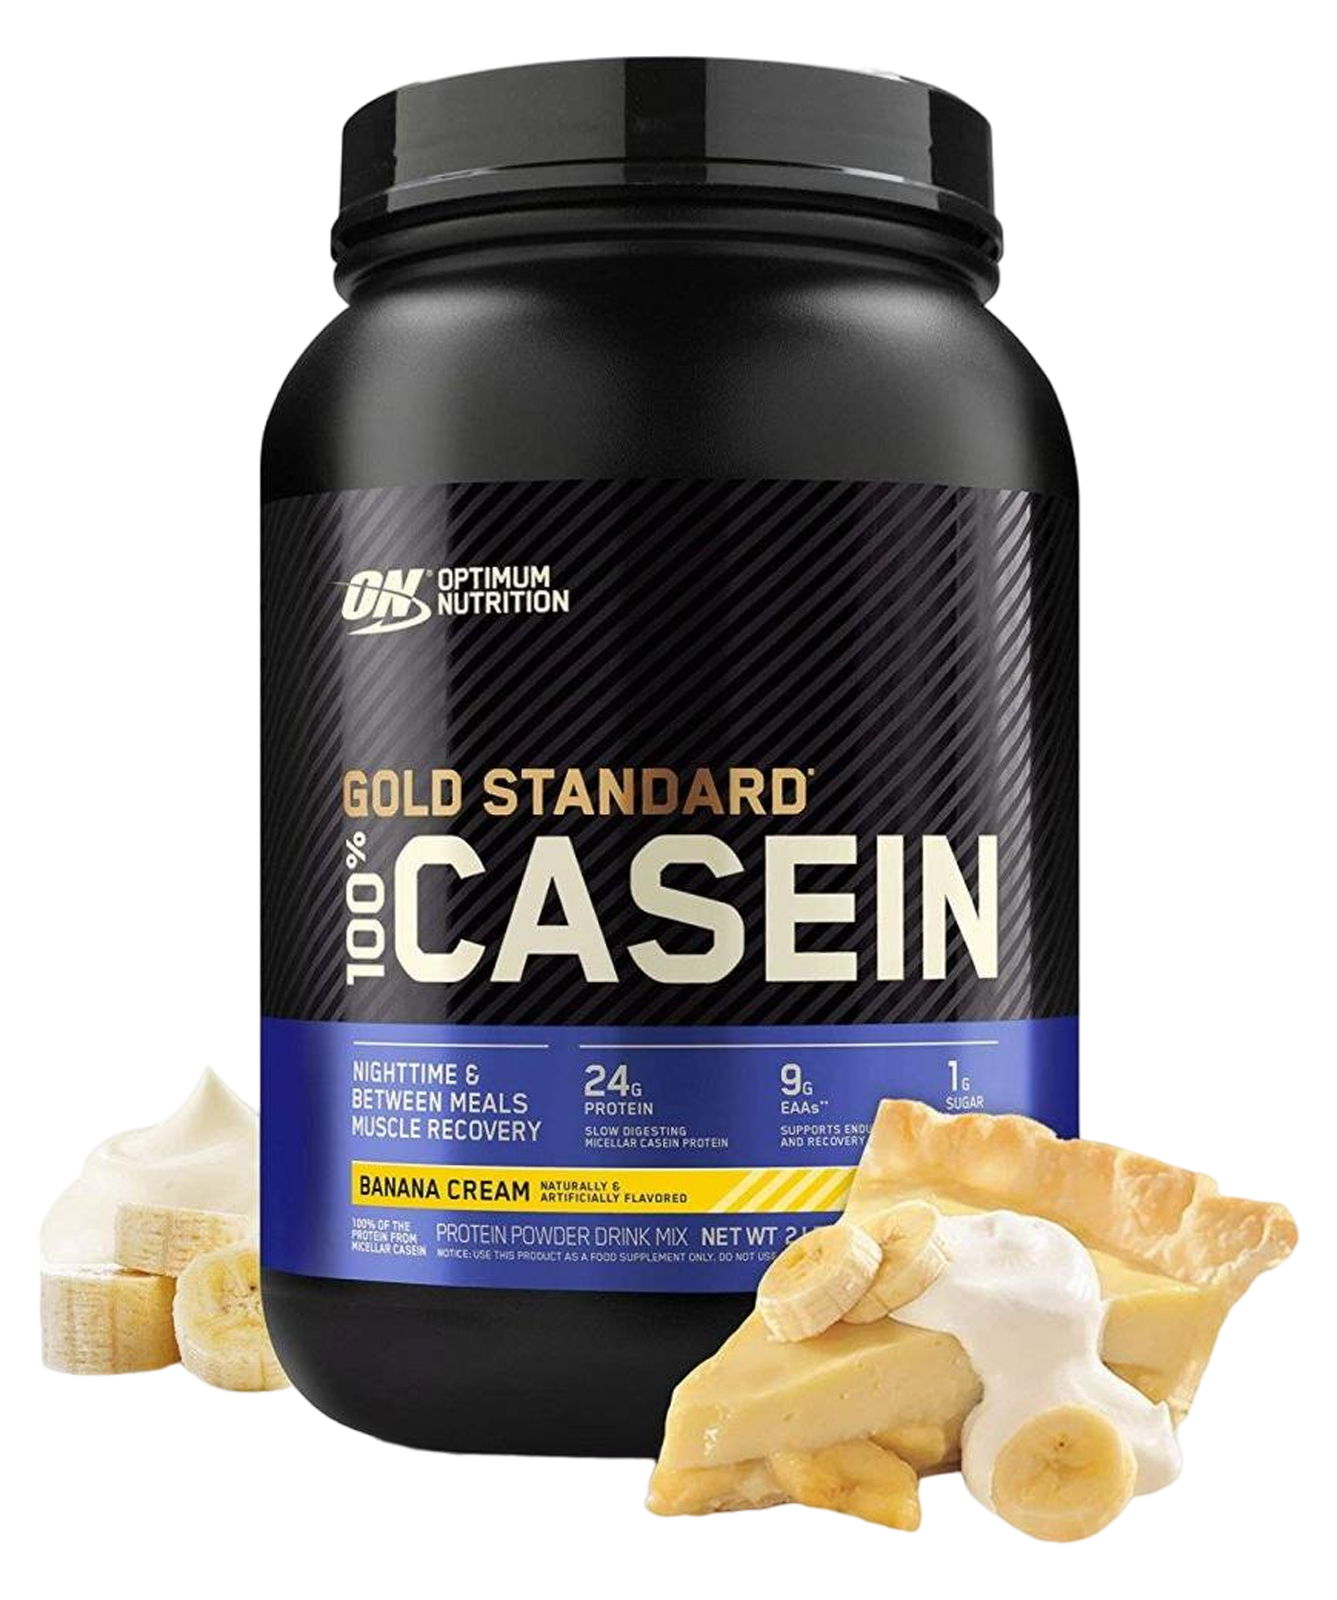 ON® OPTIMUM
NUTRITION
GOLD STANDARD®
100% CASEIN
NIGHTTIME &
BETWEEN MEALS
MUSCLE RECOVERY
24G
PROTEIN
SLOW DIGESTING
MICELLAR CASEIN PROTEIN
9G
EAAs**
SUPPORTS
AND RECOVERY
1G
SUGAR
BANANA CREAM
NATURALLY &
ARTIFICIALLY FLAVORED
100% OF THE
PROTEIN FROM
MICELLAR CASEIN
PROTEIN POWDER DRINK MIX NET WT 2
NOTICE: USE THIS PRODUCT AS A FOOD SUPPLEMENT ONLY. DO NOT USE